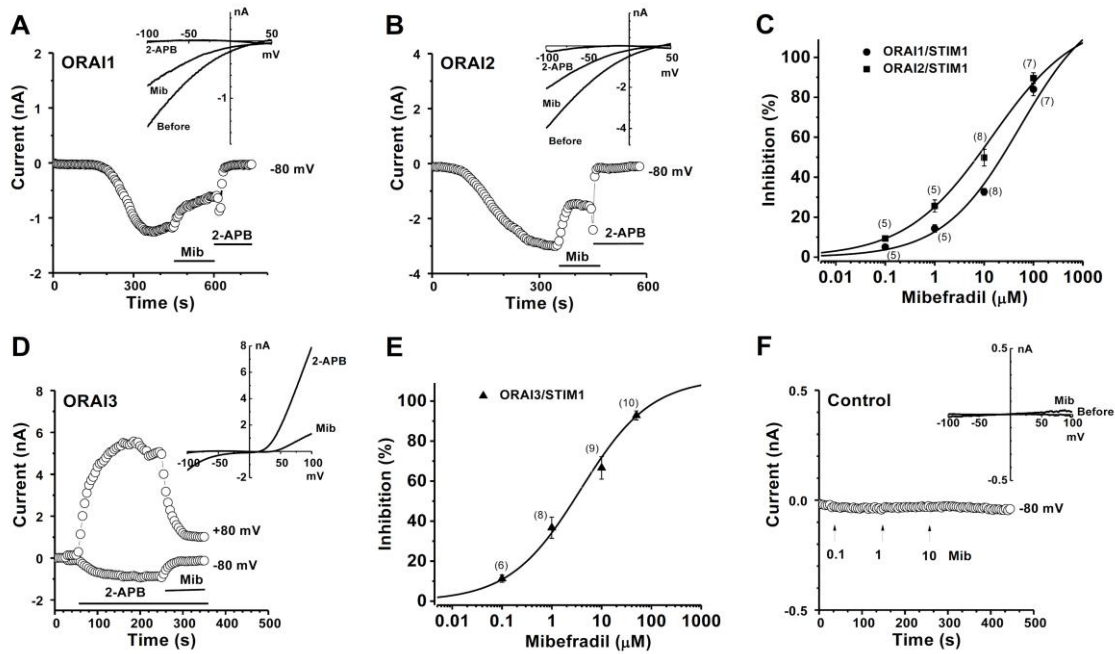 A
ORAI1
Current (nA)
2
1
0
-1
-2
0 300 600 900
Time (s)
-80 mV
Mib
2-APB
nA
-100 -50 50
mV
2-APB
Mib
Before
-1
B
ORAI2
Current (nA)
2
0
-2
-4
0 300 600 900
Time (s)
-80 mV
Mib
2-APB
nA
-100 -50 50
mV
2-APB
Mib
Before
-2
-4
C
ORAI1/STIM1
ORAI2/STIM1
Inhibition (%)
100
80
60
40
20
0
(5)
(5)
(5)
(5)
(8)
(8)
(7)
(7)
0.01 0.1 1 10 100 1000
Mibefradil (μM)
D
ORAI3
Current (nA)
8
6
4
2
0
-2
0 100 200 300 400 500
Time (s)
+80 mV
-80 mV
Mib
2-APB
nA
8
6
4
2
-2
-100 -50 50 100
mV
2-APB
Mib
E
ORAI3/STIM1
Inhibition (%)
100
80
60
40
20
0
(6)
(8)
(9)
(10)
0.01 0.1 1 10 100 1000
Mibefradil (μM)
F
Control
Current (nA)
0.5
0.0
-0.5
0 100 200 300 400 500
Time (s)
-80 mV
0.1 1 10 Mib
0.5
nA
-0.5
Mib
Before
-100 -50 50 100
mV